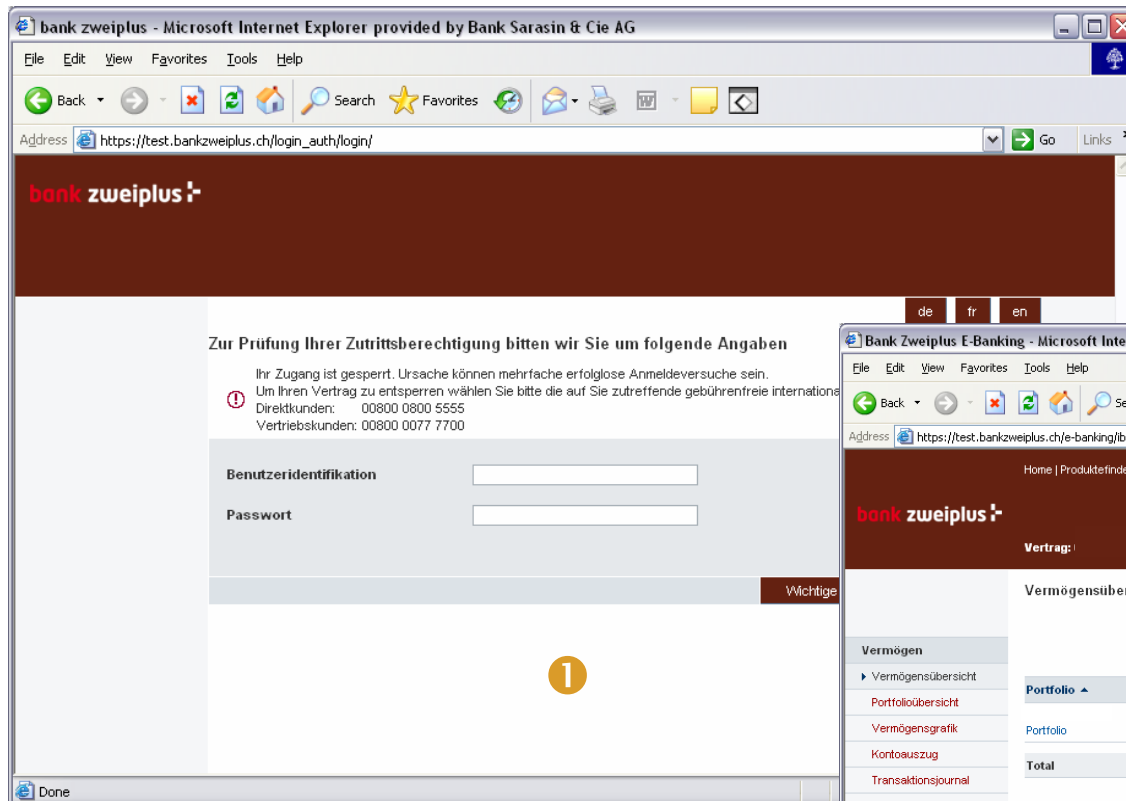 bank zweiplus - Microsoft Internet Explorer provided by Bank Sarasin & Cie AG
File Edit View Favorites Tools Help
Back Search Favorites
Address https://test.bankzweiplus.ch/login_auth/login/ Go Links
bank zweiplus
de fr en
Zur Prüfung Ihrer Zutrittsberechtigung bitten wir Sie um folgende Angaben
Ihr Zugang ist gesperrt. Ursache können mehrfache erfolglose Anmeldeversuche sein.
Um Ihren Vertrag zu entsperren wählen Sie bitte die auf Sie zutreffende gebührenfreie internationa
Direktkunden: 00800 0800 5555
Vertriebskunden: 00800 0077 7700
Benutzeridentifikation
Passwort
Wichtige
1
Done
Bank Zweiplus E-Banking - Microsoft Inte
File Edit View Favorites Tools Help
Back Se
Address https://test.bankzweiplus.ch/e-banking/ib
Home | Produktefinde
bank zweiplus
Vertrag:
Vermögensüber
Vermögen
Vermögensübersicht
Portfolioübersicht
Vermögensgrafik
Kontoauszug
Transaktionsjournal
Portfolio
Portfolio
Total